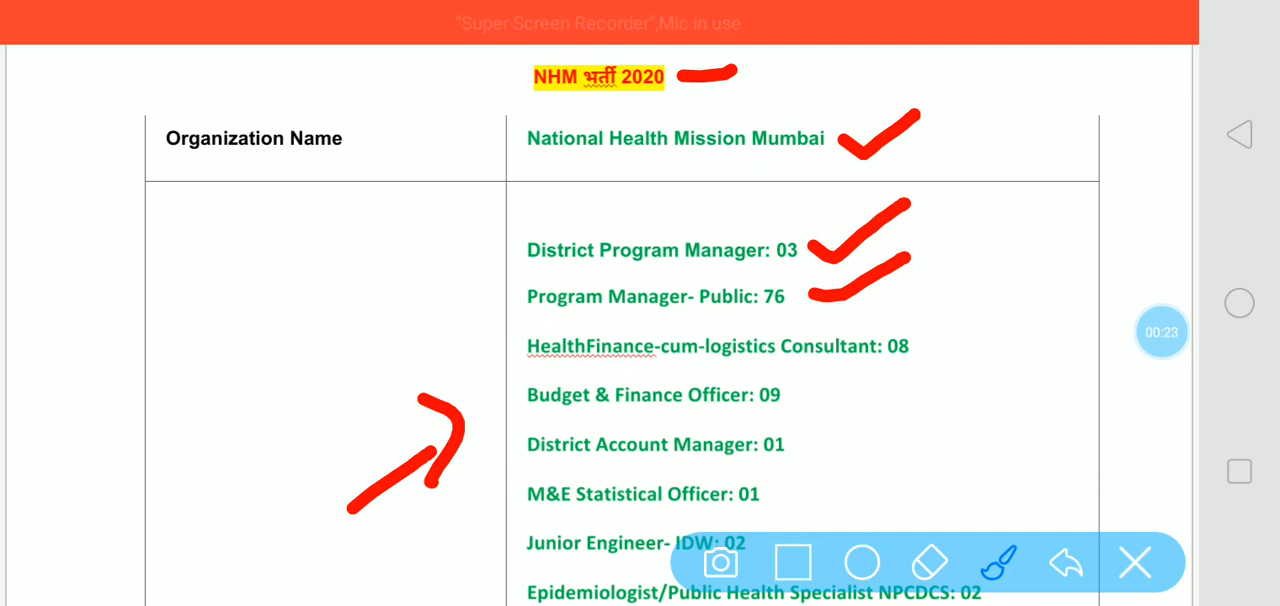 "Super Screen Recorder",Mic in use
NHM भर्ती 2020
Organization Name
National Health Mission Mumbai
District Program Manager: 03
Program Manager- Public: 76
HealthFinance-cum-logistics Consultant: 08
00:23
Budget & Finance Officer: 09
District Account Manager: 01
M&E Statistical Officer: 01
Junior Engineer- IDW: 02
Epidemiologist/Public Health Specialist NPCDCS: 02